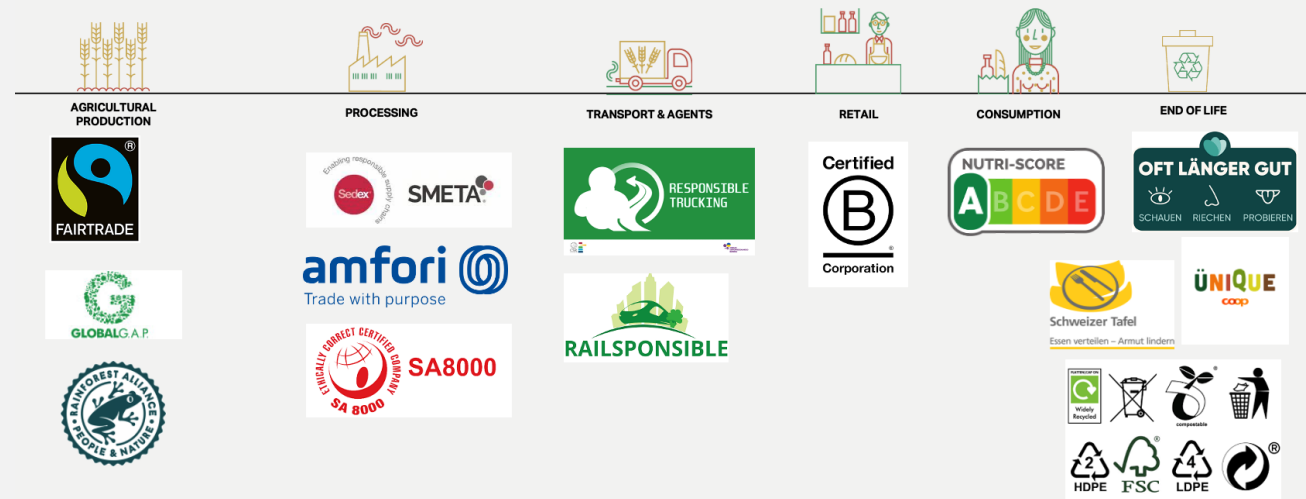 AGRICULTURAL
PRODUCTION
PROCESSING
TRANSPORT & AGENTS
RETAIL
CONSUMPTION
END OF LIFE
®
FAIRTRADE
GLOBALG.A.P.
RAINFOREST ALLIANCE
PEOPLE & NATURE
Enabling responsible supply chains
Sedex
SMETA
amfori
Trade with purpose
ETHICALLY CORRECT CERTIFIED COMPANY
SA 8000
SA8000
RESPONSIBLE
TRUCKING
RAILSPONSIBLE
Certified
B
®
Corporation
NUTRI-SCORE
A B C D E
OFT LÄNGER GUT
SCHAUEN RIECHEN PROBIEREN
Schweizer Tafel
Essen verteilen – Armut lindern
ÜNIQUE
coop
Widely
Recycled
®
compostable
2
HDPE
®
FSC
4
LDPE
®